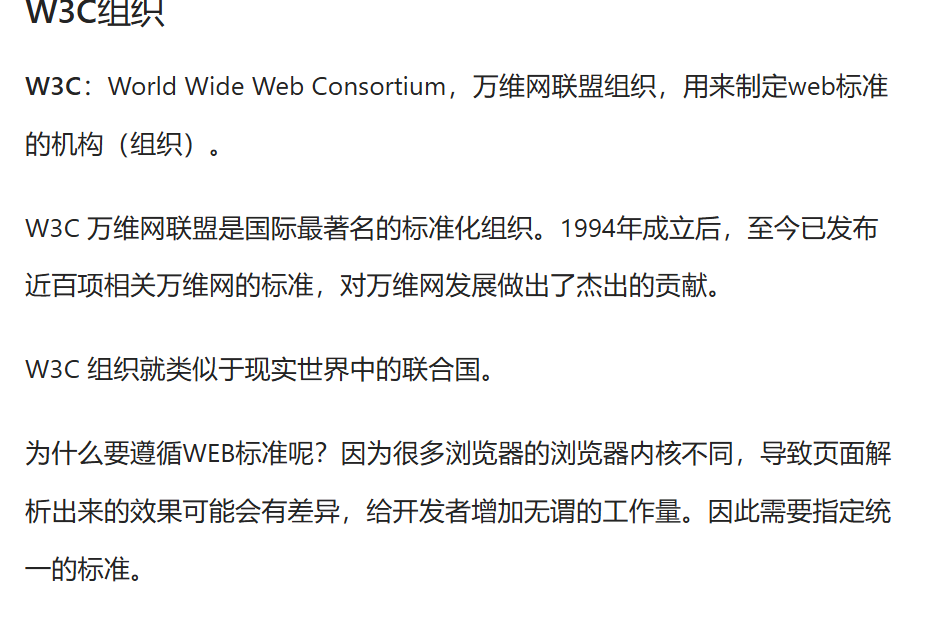 W3C组织
W3C：World Wide Web Consortium，万维网联盟组织，用来制定web标准
的机构（组织）。
W3C 万维网联盟是国际最著名的标准化组织。1994年成立后，至今已发布
近百项相关万维网的标准，对万维网发展做出了杰出的贡献。
W3C 组织就类似于现实世界中的联合国。
为什么要遵循WEB标准呢？因为很多浏览器的浏览器内核不同，导致页面解
析出来的效果可能会有差异，给开发者增加无谓的工作量。因此需要指定统
一的标准。